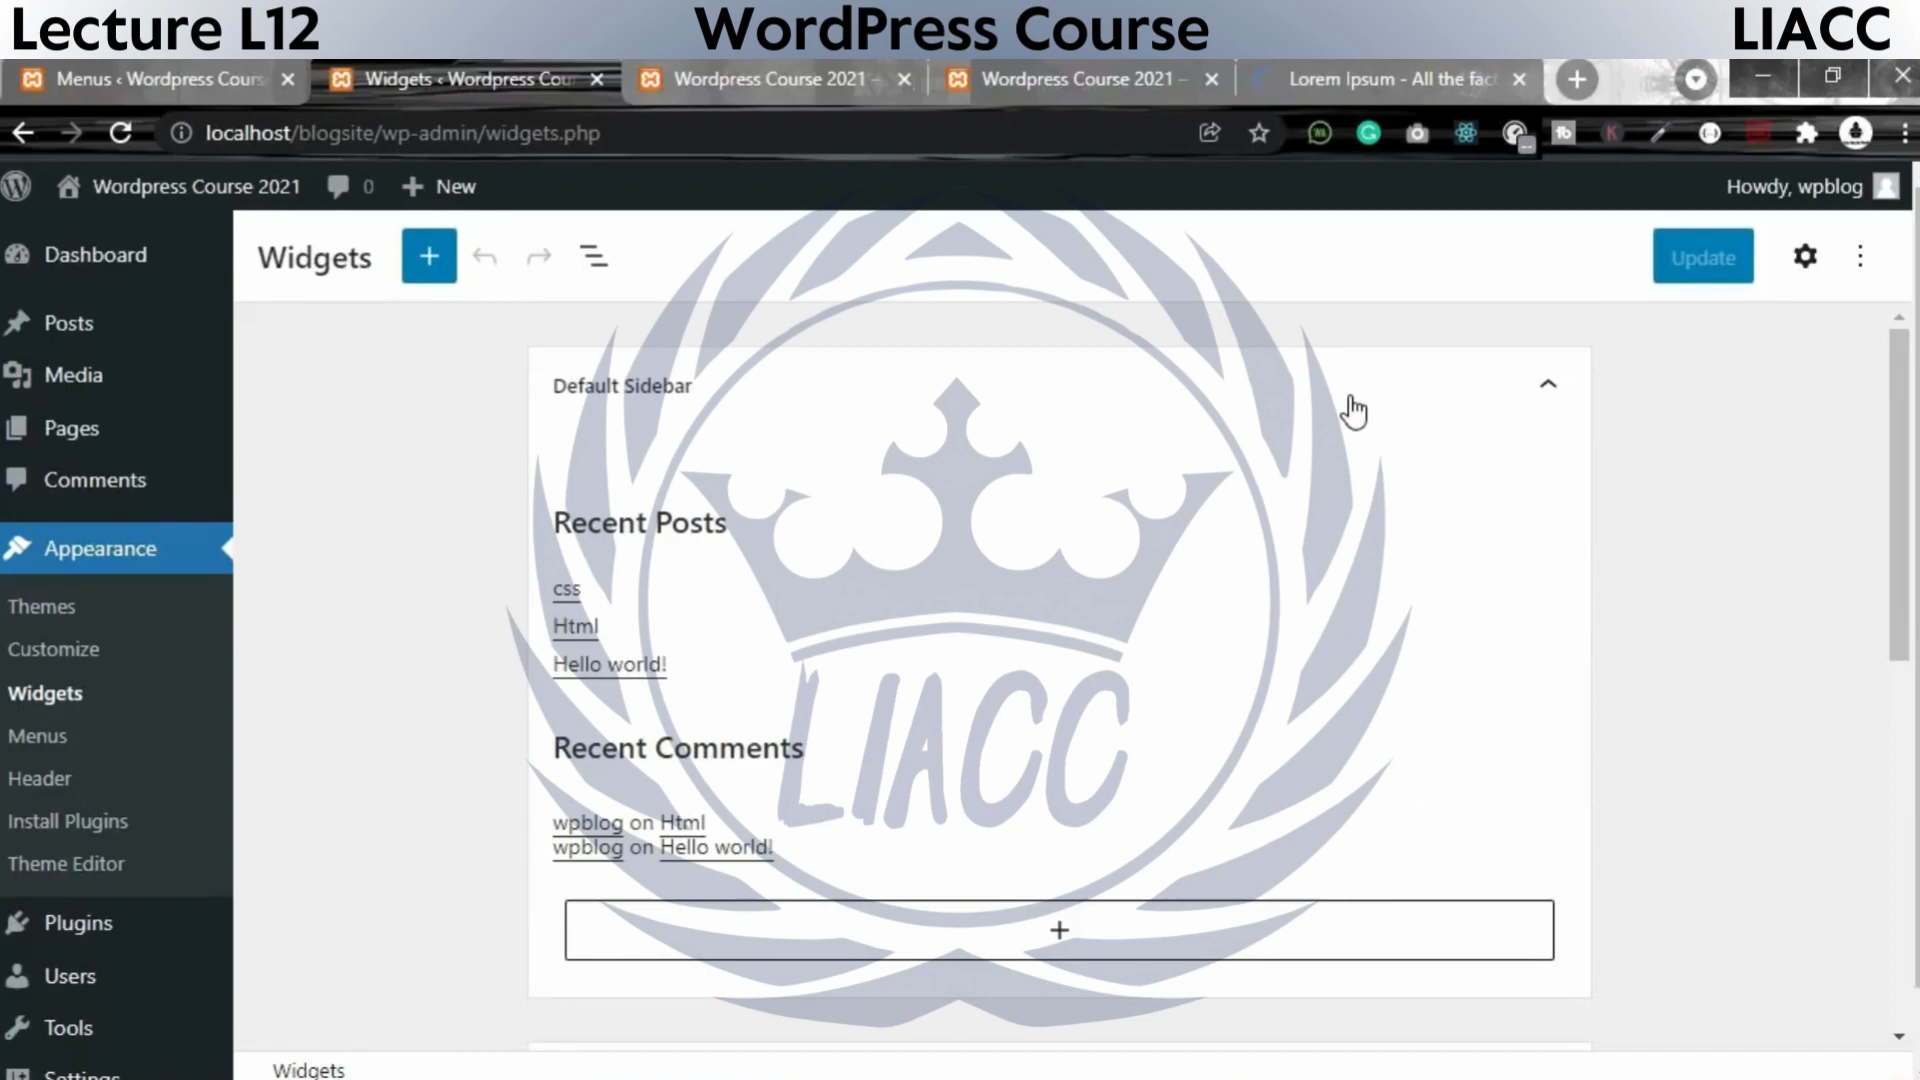 Lecture L12 WordPress Course LIACC
Menus ‹ Wordpress Cours Widgets ‹ Wordpress Cou Wordpress Course 2021 – Wordpress Course 2021 – Lorem Ipsum - All the fac
localhost/blogsite/wp-admin/widgets.php
Wordpress Course 2021 0 New Howdy, wpblog
Dashboard
Posts
Media
Pages
Comments
Appearance
Themes
Customize
Widgets
Menus
Header
Install Plugins
Theme Editor
Plugins
Users
Tools
Settings
Widgets Update
Default Sidebar
Recent Posts
css
Html
Hello world!
Recent Comments
wpblog on Html
wpblog on Hello world!
LIACC
Widgets